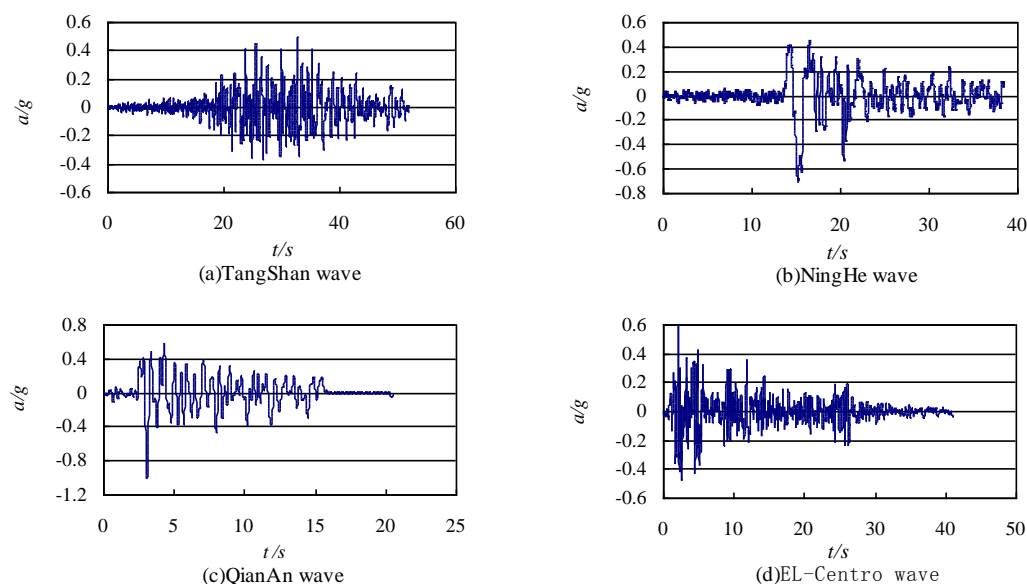 0.6
0.4
0.2
0
-0.2
-0.4
-0.6
a/g
0 20 40 60
t/s
(a)TangShan wave
0.6
0.4
0.2
0
-0.2
-0.4
-0.6
-0.8
a/g
0 10 20 30 40
t/s
(b)NingHe wave
0.8
0.4
0
-0.4
-0.8
-1.2
a/g
0 5 10 15 20 25
t/s
(c)QianAn wave
0.6
0.4
0.2
0
-0.2
-0.4
-0.6
a/g
0 10 20 30 40 50
t/s
(d)EL-Centro wave